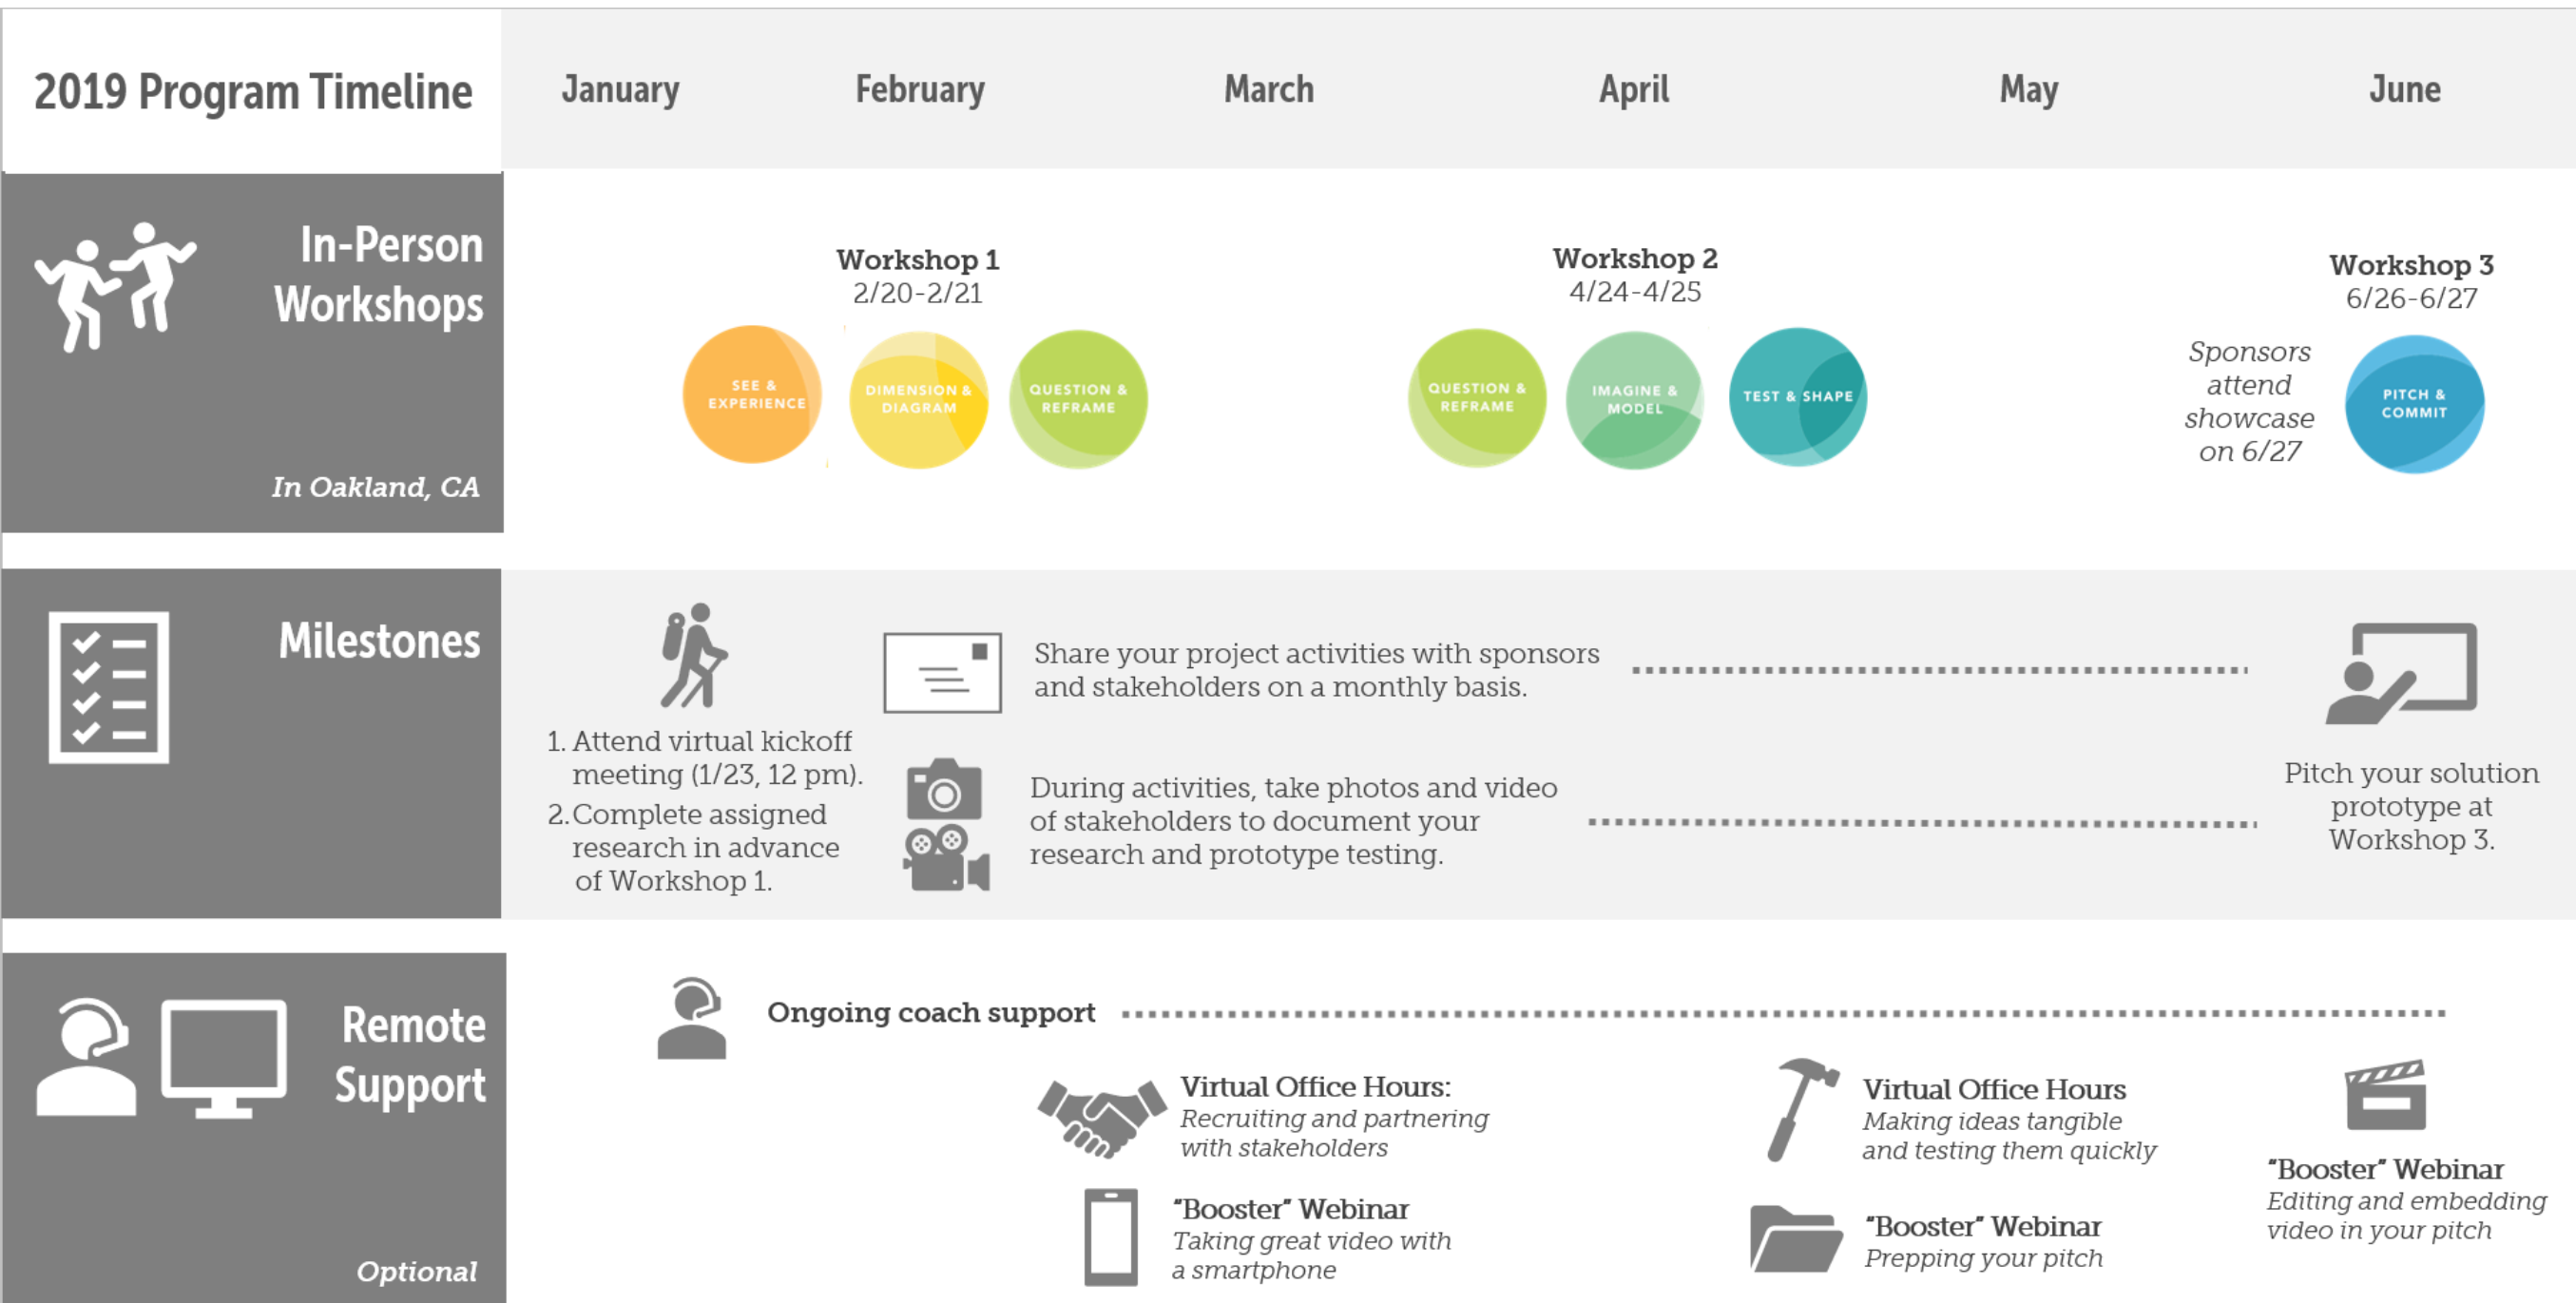 2019 Program Timeline
January
February
March
April
May
June
In-Person
Workshops
In Oakland, CA
Workshop 1
2/20-2/21
SEE &
EXPERIENCE
DIMENSION &
DIAGRAM
QUESTION &
REFRAME
Workshop 2
4/24-4/25
QUESTION &
REFRAME
IMAGINE &
MODEL
TEST & SHAPE
Workshop 3
6/26-6/27
Sponsors
attend
showcase
on 6/27
PITCH &
COMMIT
Milestones
1. Attend virtual kickoff
meeting (1/23, 12 pm).
2. Complete assigned
research in advance
of Workshop 1.
Share your project activities with sponsors
and stakeholders on a monthly basis.
During activities, take photos and video
of stakeholders to document your
research and prototype testing.
Pitch your solution
prototype at
Workshop 3.
Remote
Support
Optional
Ongoing coach support
Virtual Office Hours:
Recruiting and partnering
with stakeholders
"Booster" Webinar
Taking great video with
a smartphone
Virtual Office Hours
Making ideas tangible
and testing them quickly
"Booster" Webinar
Prepping your pitch
"Booster" Webinar
Editing and embedding
video in your pitch